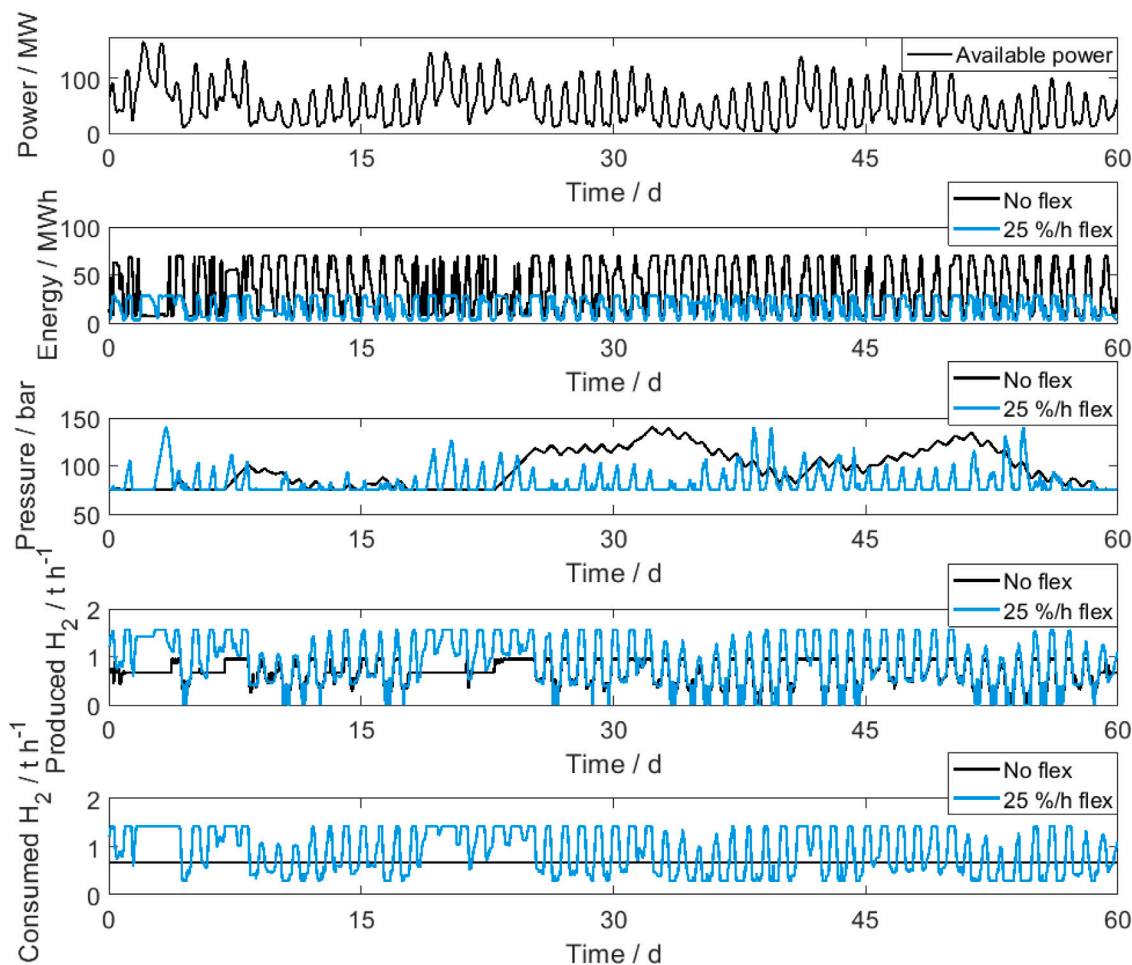 Power / MW
100
0
Available power
0 15 30 45 60
Time / d
Energy / MWh
100
50
0
No flex
25 %/h flex
0 15 30 45 60
Time / d
Pressure / bar
150
100
50
No flex
25 %/h flex
0 15 30 45 60
Time / d
Produced H₂ / t h⁻¹
2
1
0
No flex
25 %/h flex
0 15 30 45 60
Time / d
Consumed H₂ / t h⁻¹
2
1
0
No flex
25 %/h flex
0 15 30 45 60
Time / d